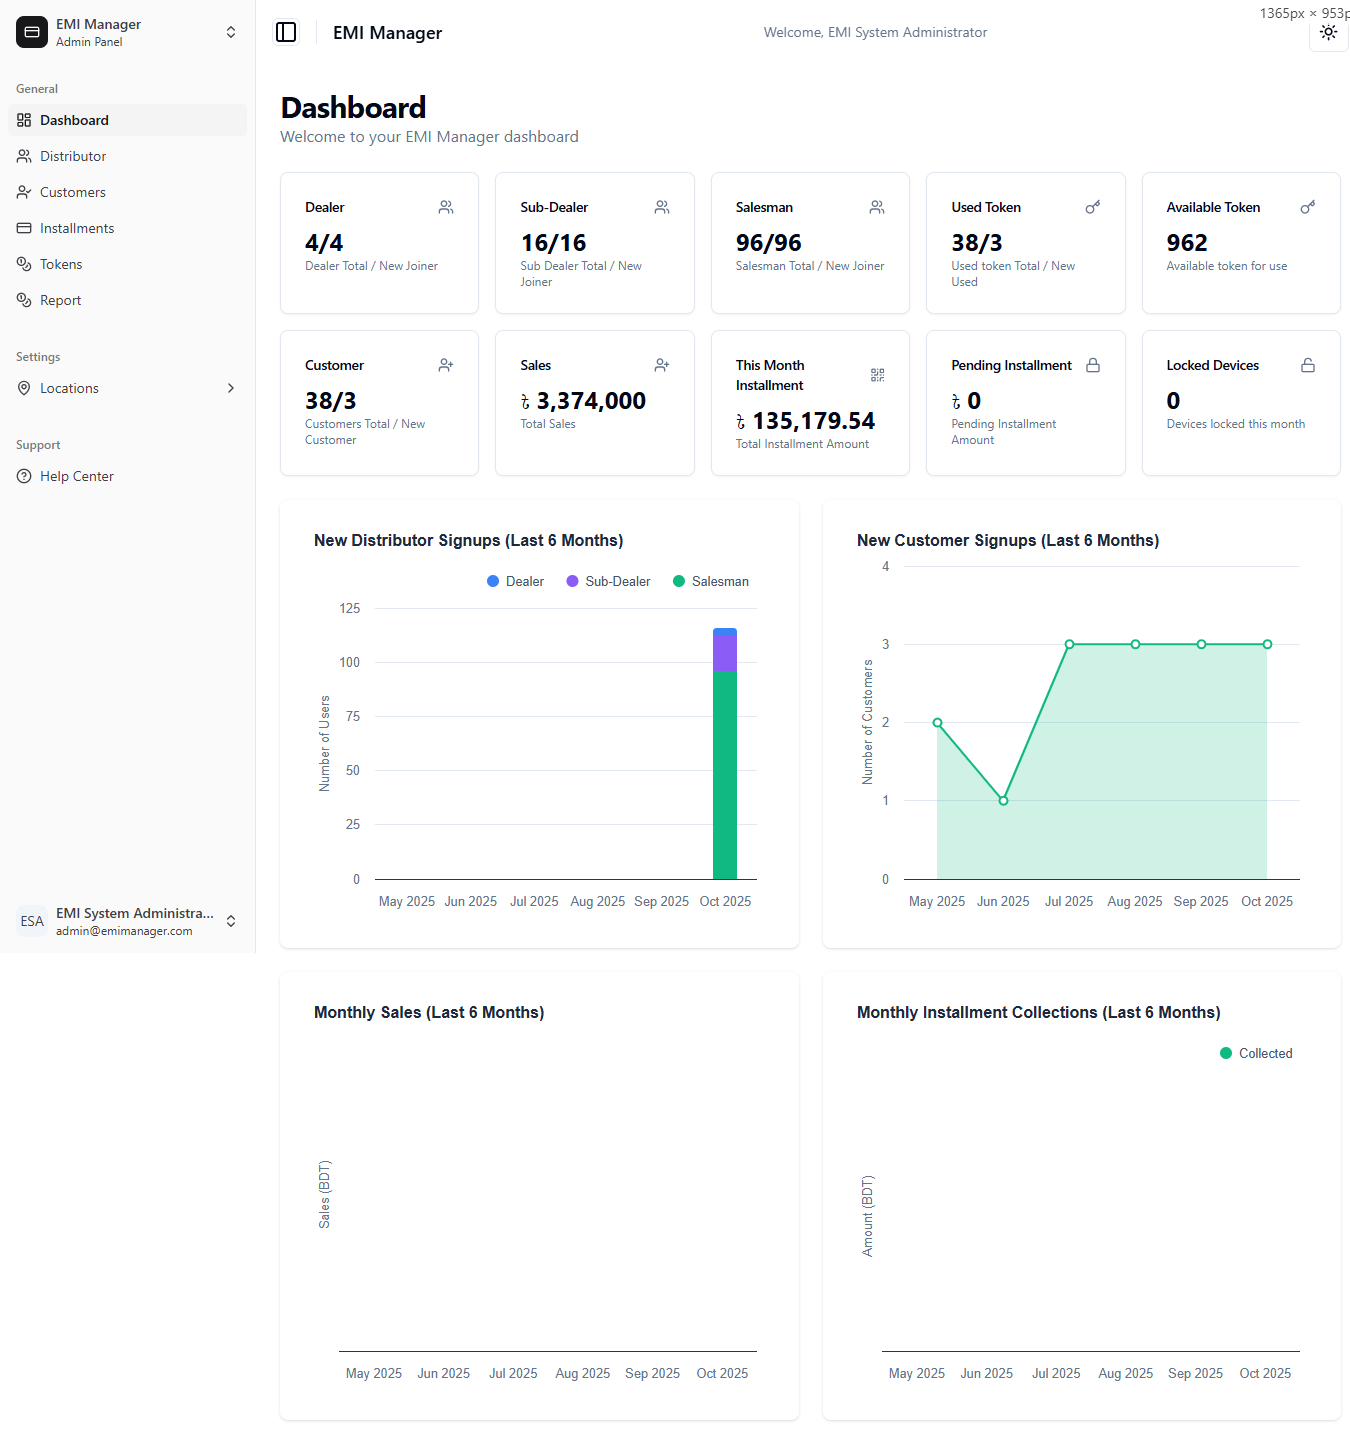 EMI Manager
Admin Panel
General
Dashboard
Distributor
Customers
Installments
Tokens
Report
Settings
Locations
Support
Help Center
ESA
EMI System Administra...
admin@emimanager.com
EMI Manager
Welcome, EMI System Administrator
1365px × 953p
Dashboard
Welcome to your EMI Manager dashboard
Dealer
4/4
Dealer Total / New Joiner
Sub-Dealer
16/16
Sub Dealer Total / New
Joiner
Salesman
96/96
Salesman Total / New Joiner
Used Token
38/3
Used token Total / New
Used
Available Token
962
Available token for use
Customer
38/3
Customers Total / New
Customer
Sales
৳ 3,374,000
Total Sales
This Month
Installment
৳ 135,179.54
Total Installment Amount
Pending Installment
৳ 0
Pending Installment
Amount
Locked Devices
0
Devices locked this month
New Distributor Signups (Last 6 Months)
Dealer Sub-Dealer Salesman
Number of Users
125
100
75
50
25
0
May 2025 Jun 2025 Jul 2025 Aug 2025 Sep 2025 Oct 2025
New Customer Signups (Last 6 Months)
Number of Customers
4
3
2
1
0
May 2025 Jun 2025 Jul 2025 Aug 2025 Sep 2025 Oct 2025
Monthly Sales (Last 6 Months)
Sales (BDT)
May 2025 Jun 2025 Jul 2025 Aug 2025 Sep 2025 Oct 2025
Monthly Installment Collections (Last 6 Months)
Collected
Amount (BDT)
May 2025 Jun 2025 Jul 2025 Aug 2025 Sep 2025 Oct 2025